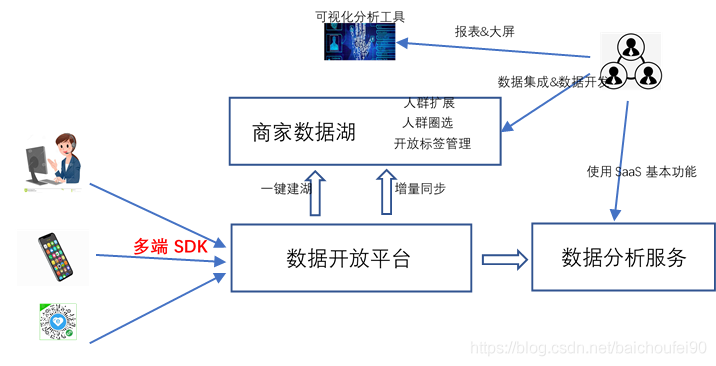 可视化分析工具
报表&大屏
数据集成&数据开发
人群扩展
商家数据湖
人群圈选
开放标签管理
使用 SaaS 基本功能
一键建湖
增量同步
多端 SDK
数据开放平台
数据分析服务
https://blog.csdn.net/baichoufei90